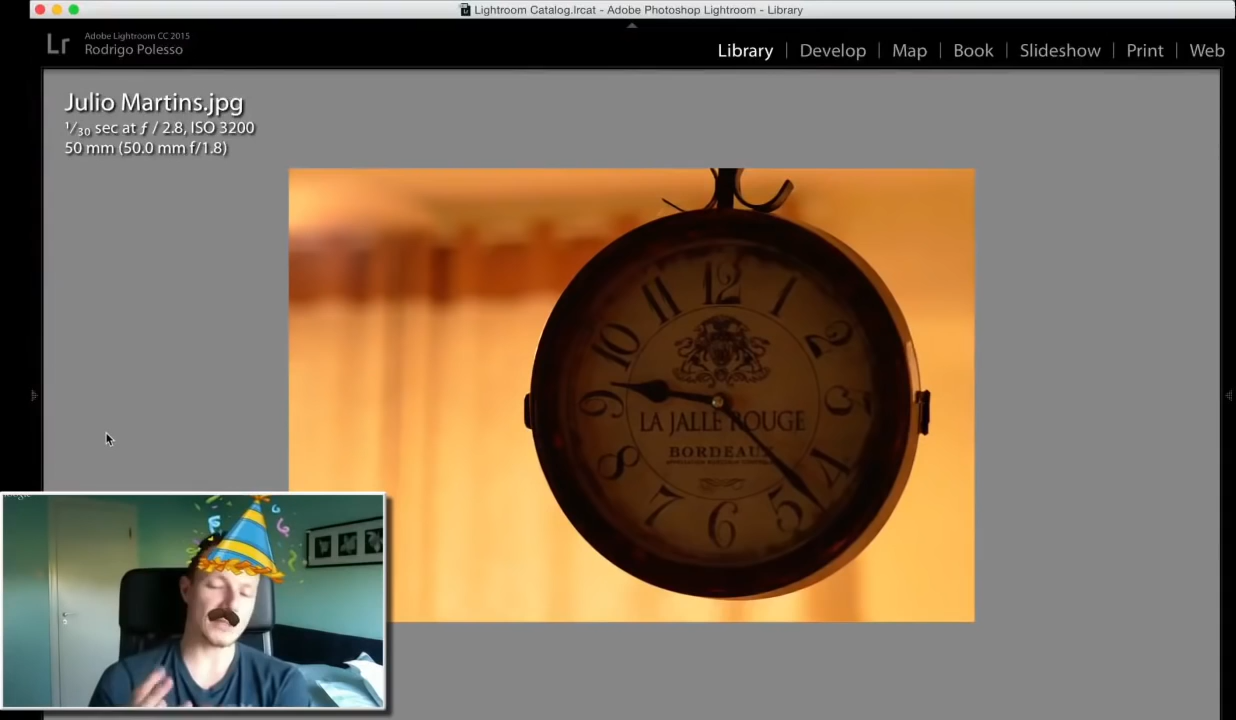 Lightroom Catalog.lrcat - Adobe Photoshop Lightroom - Library
Lr
Adobe Lightroom CC 2015
Rodrigo Polesso
Library | Develop | Map | Book | Slideshow | Print | Web
Julio Martins.jpg
1/30 sec at ƒ / 2.8, ISO 3200
50 mm (50.0 mm f/1.8)
12
1
2
3
4
5
6
7
8
9
10
11
LA JALLE ROUGE
BORDEAUX